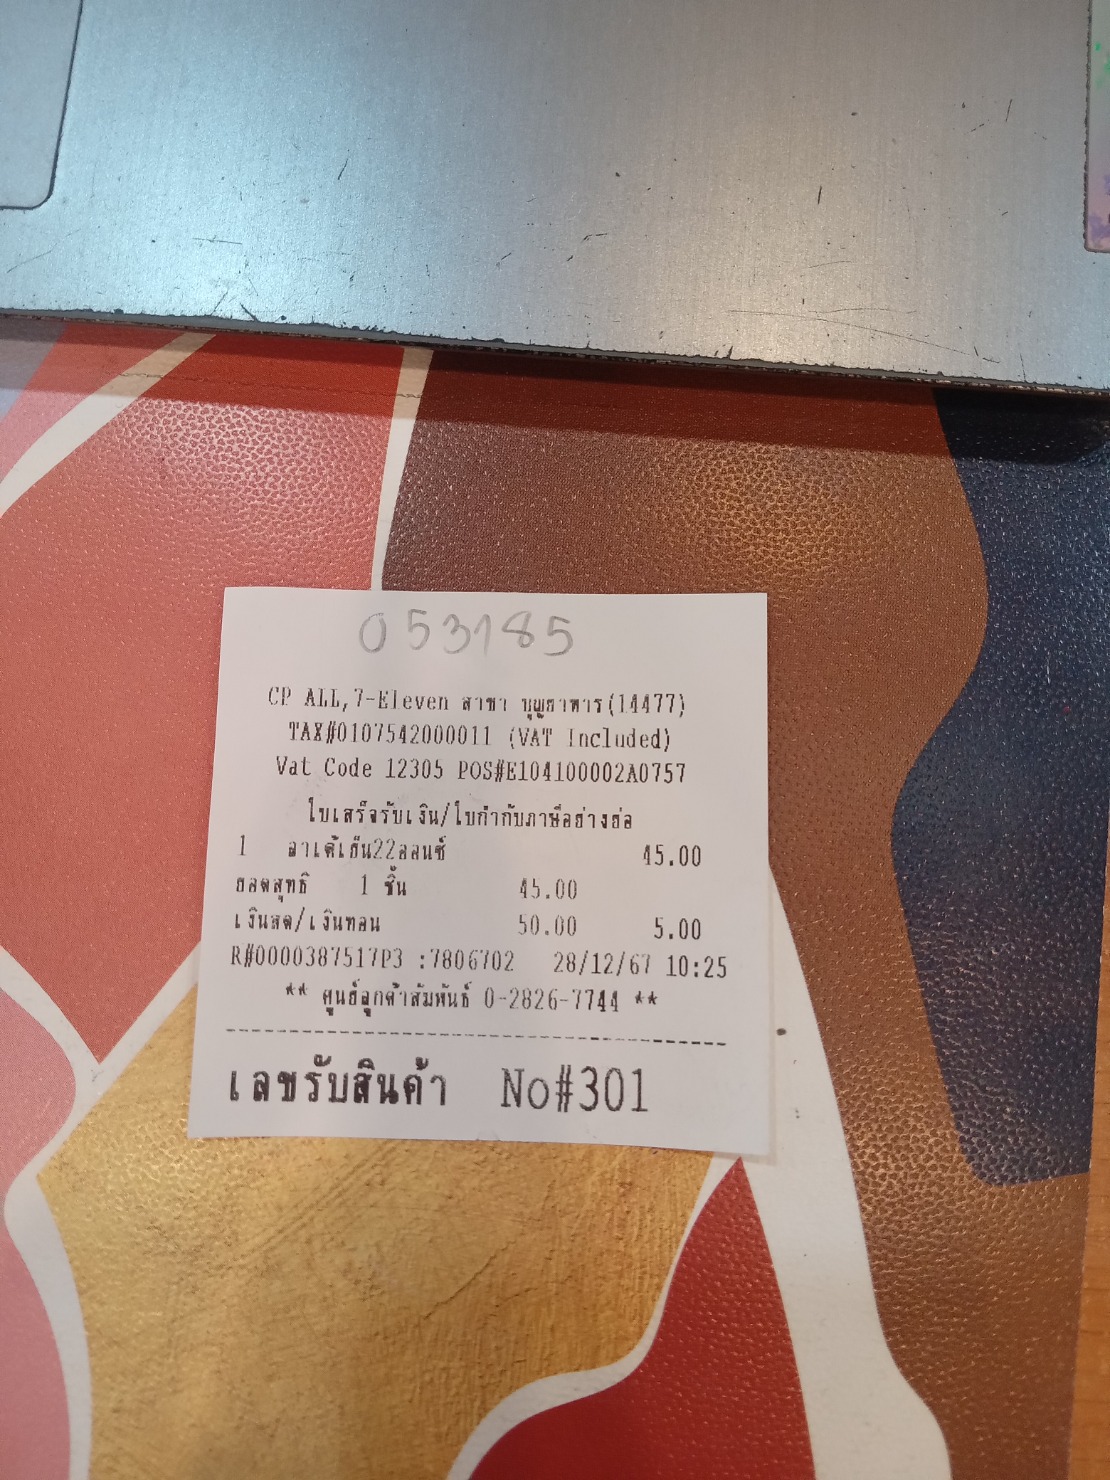 053185
CP ALL,7-Eleven สาขา บุญธาหาร(14477)
TAX#0107542000011 (VAT Included)
Vat Code 12305 POS#E104100002A0757
ใบเสร็จรับเงิน/ใบกำกับภาษีอย่างย่อ
1 ลาเต้เย็น22ออนซ์ 45.00
ยอดสุทธิ 1 ชิ้น 45.00
เงินสด/เงินทอน 50.00 5.00
R#0000387517P3 :7806702 28/12/67 10:25
** ศูนย์ลูกค้าสัมพันธ์ 0-2826-7744 **
เลขรับสินค้า No#301